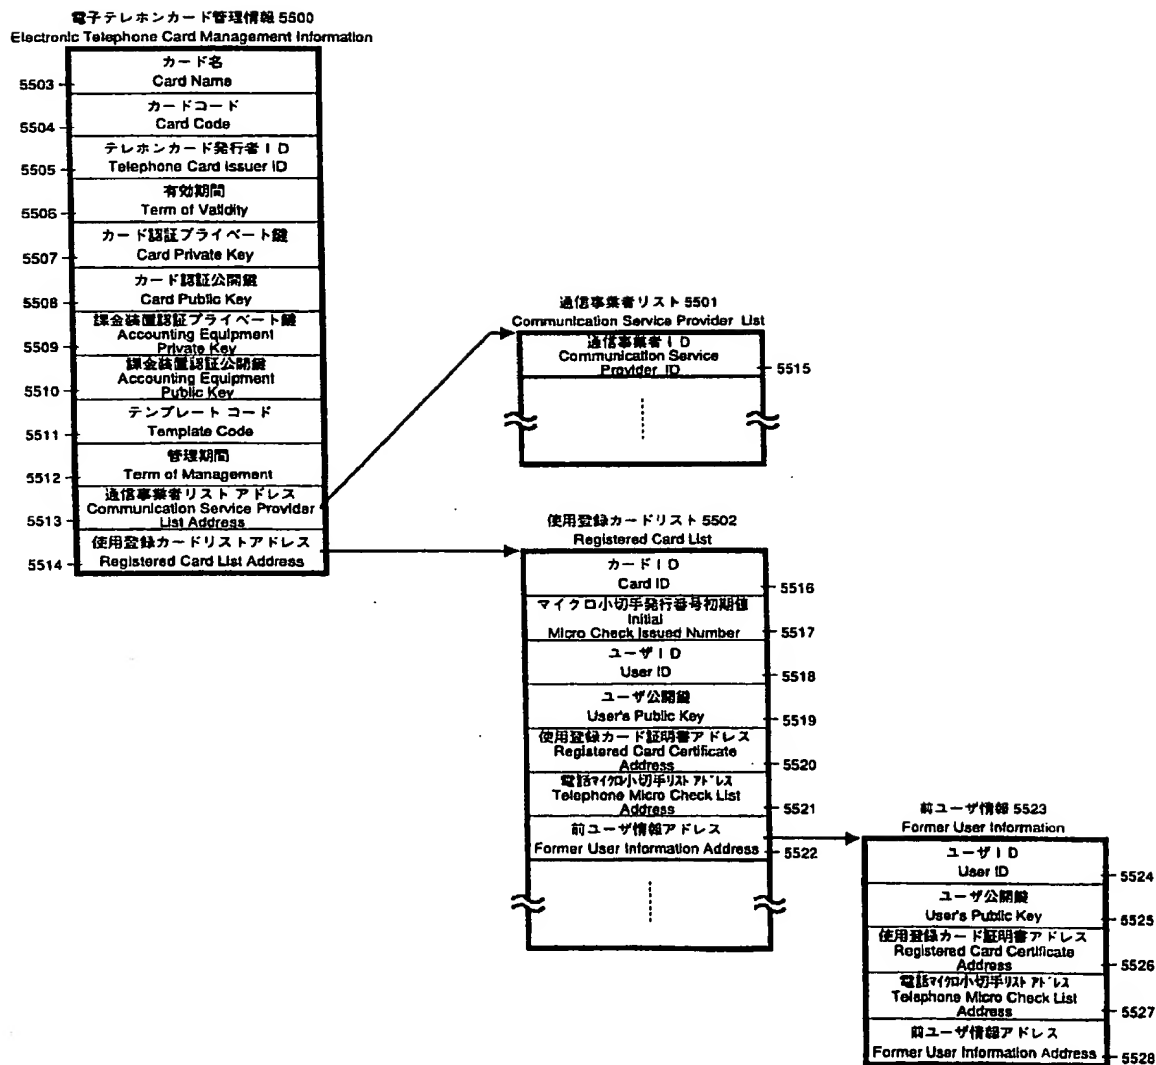 電子テレホンカード管理情報 5500
Electronic Telephone Card Management Information
カード名
Card Name
5503
カードコード
Card Code
5504
テレホンカード発行者ID
Telephone Card Issuer ID
5505
有効期間
Term of Validity
5506
カード認証プライベート鍵
Card Private Key
5507
カード認証公開鍵
Card Public Key
5508
課金装置認証プライベート鍵
Accounting Equipment
Private Key
5509
課金装置認証公開鍵
Accounting Equipment
Public Key
5510
テンプレート コード
Template Code
5511
管理期間
Term of Management
5512
通信事業者リスト アドレス
Communication Service Provider
List Address
5513
使用登録カードリストアドレス
Registered Card List Address
5514
通信事業者リスト 5501
Communication Service Provider List
通信事業者ID
Communication Service
Provider ID
5515
使用登録カードリスト 5502
Registered Card List
カードID
Card ID
5516
マイクロ小切手発行番号初期値
Initial
Micro Check Issued Number
5517
ユーザID
User ID
5518
ユーザ公開鍵
User's Public Key
5519
使用登録カード証明書アドレス
Registered Card Certificate
Address
5520
電話マイクロ小切手リスト アドレス
Telephone Micro Check List
Address
5521
前ユーザ情報アドレス
Former User Information Address
5522
前ユーザ情報 5523
Former User Information
ユーザID
User ID
5524
ユーザ公開鍵
User's Public Key
5525
使用登録カード証明書アドレス
Registered Card Certificate
Address
5526
電話マイクロ小切手リスト アドレス
Telephone Micro Check List
Address
5527
前ユーザ情報アドレス
Former User Information Address
5528